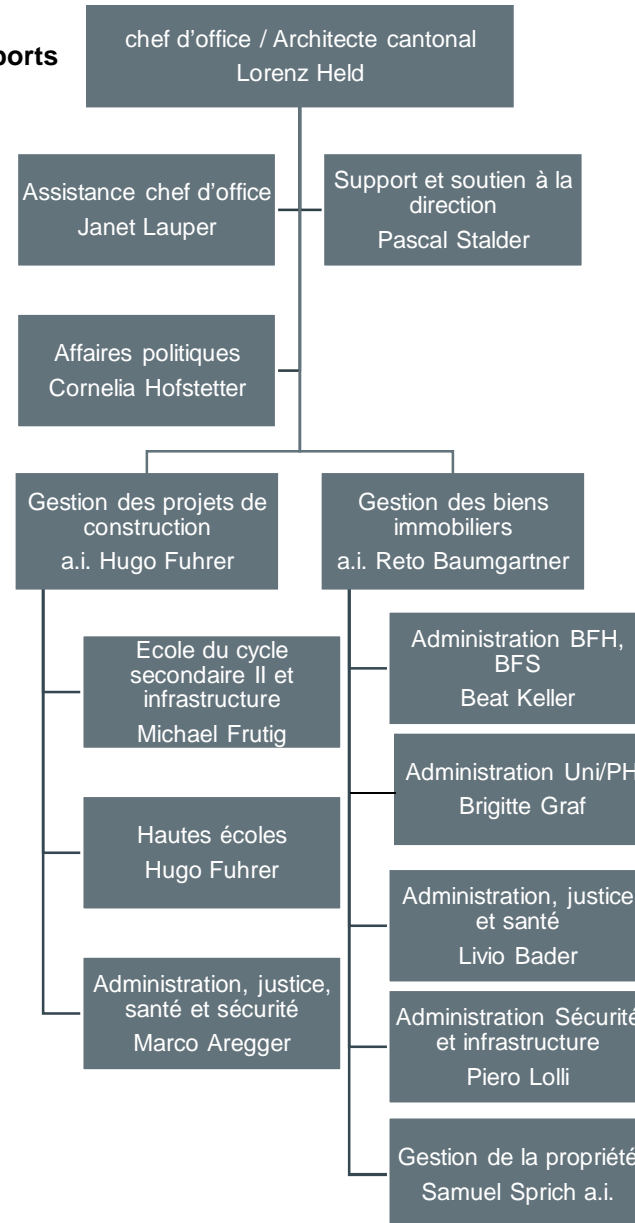 chef d'office / Architecte cantonal
Lorenz Held
Assistance chef d'office
Janet Lauper
Support et soutien à la
direction
Pascal Stalder
Affaires politiques
Cornelia Hofstetter
Gestion des projets de
construction
a.i. Hugo Fuhrer
Gestion des biens
immobiliers
a.i. Reto Baumgartner
Ecole du cycle
secondaire II et
infrastructure
Michael Frutig
Hautes écoles
Hugo Fuhrer
Administration, justice,
santé et sécurité
Marco Aregger
Administration BFH,
BFS
Beat Keller
Administration Uni/PH
Brigitte Graf
Administration, justice
et santé
Livio Bader
Administration Sécurité
et infrastructure
Piero Lolli
Gestion de la propriété
Samuel Sprich a.i.